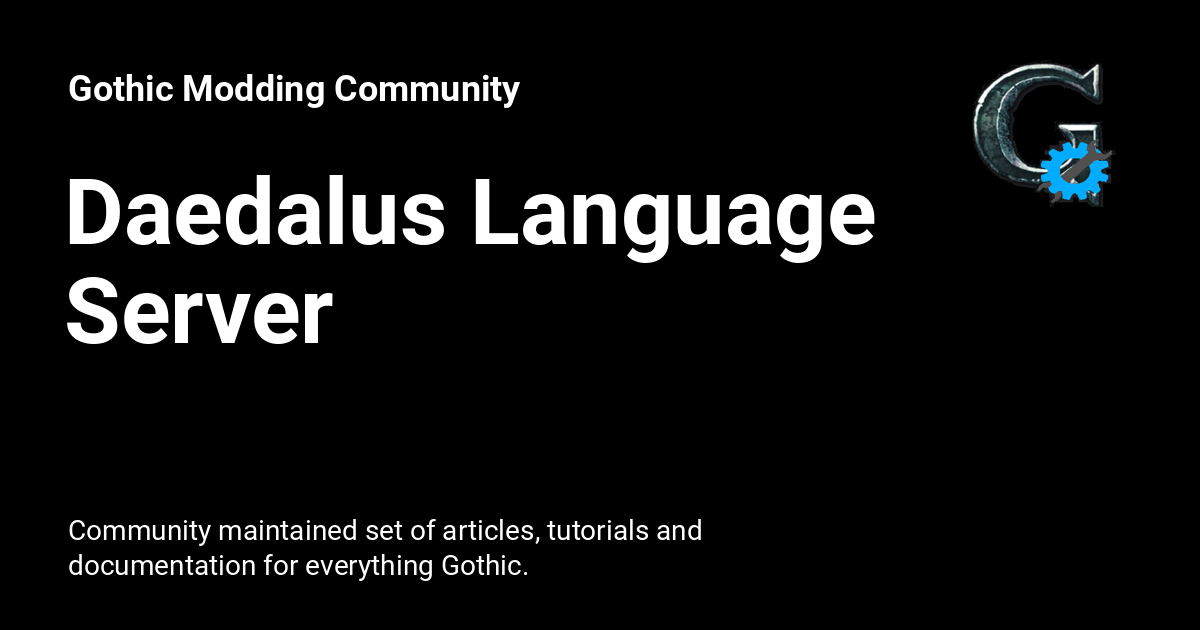 Gothic Modding Community
G
Daedalus Language
Server
Community maintained set of articles, tutorials and
documentation for everything Gothic.